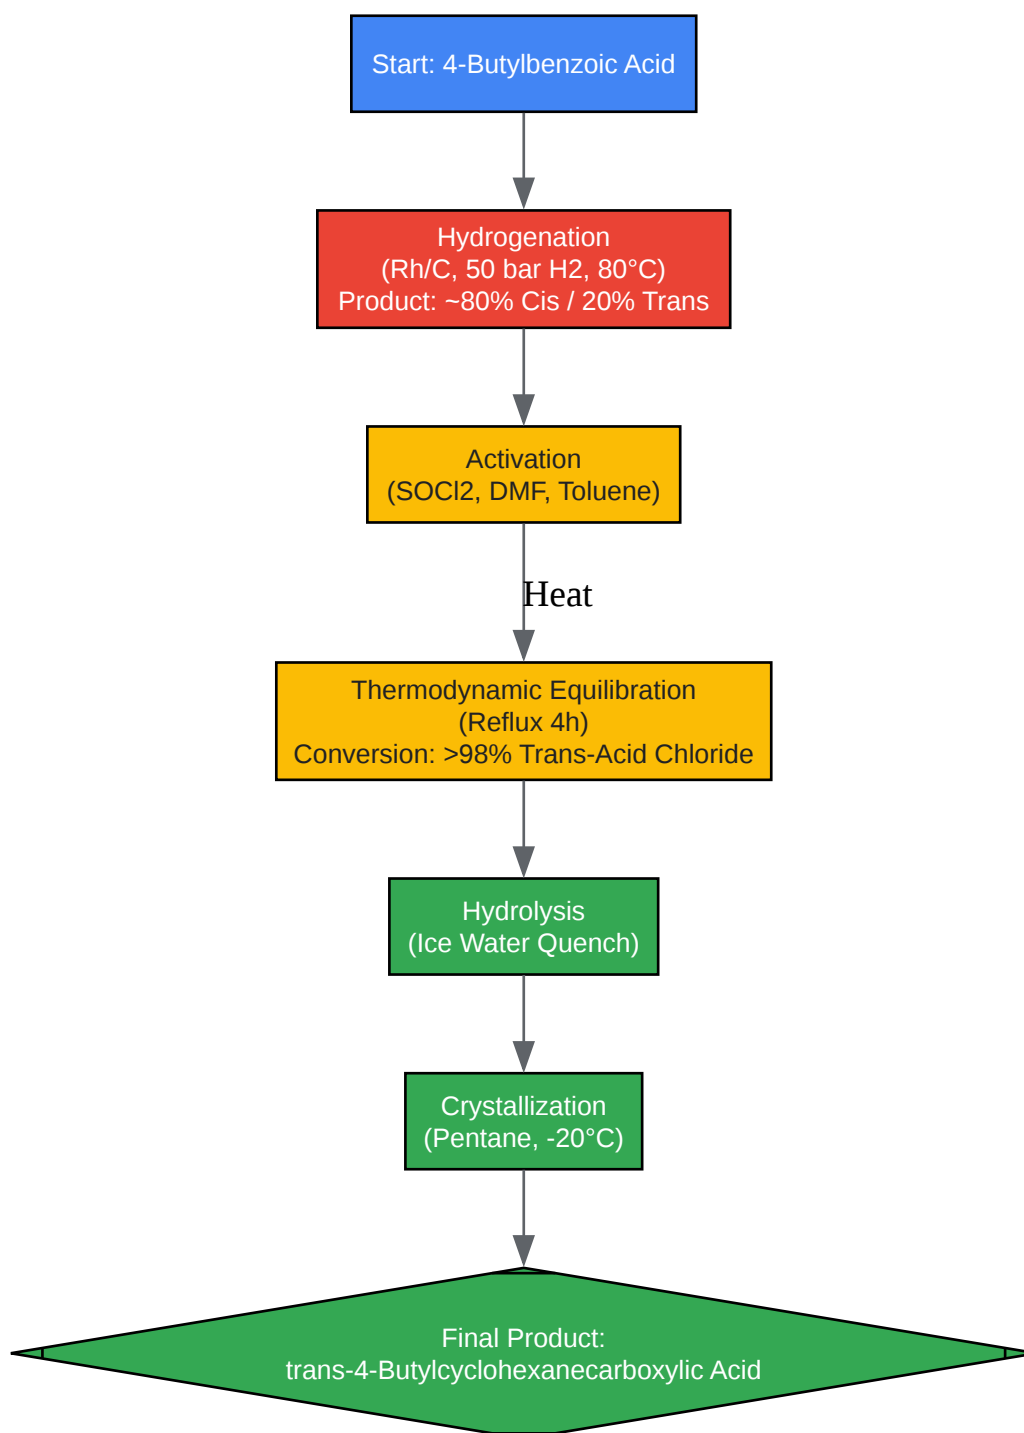 Start: 4-Butylbenzoic Acid
Hydrogenation
(Rh/C, 50 bar H2, 80°C)
Product: ~80% Cis / 20% Trans
Activation
(SOCl2, DMF, Toluene)
Heat
Thermodynamic Equilibration
(Reflux 4h)
Conversion: >98% Trans-Acid Chloride
Hydrolysis
(Ice Water Quench)
Crystallization
(Pentane, -20°C)
Final Product:
trans-4-Butylcyclohexanecarboxylic Acid